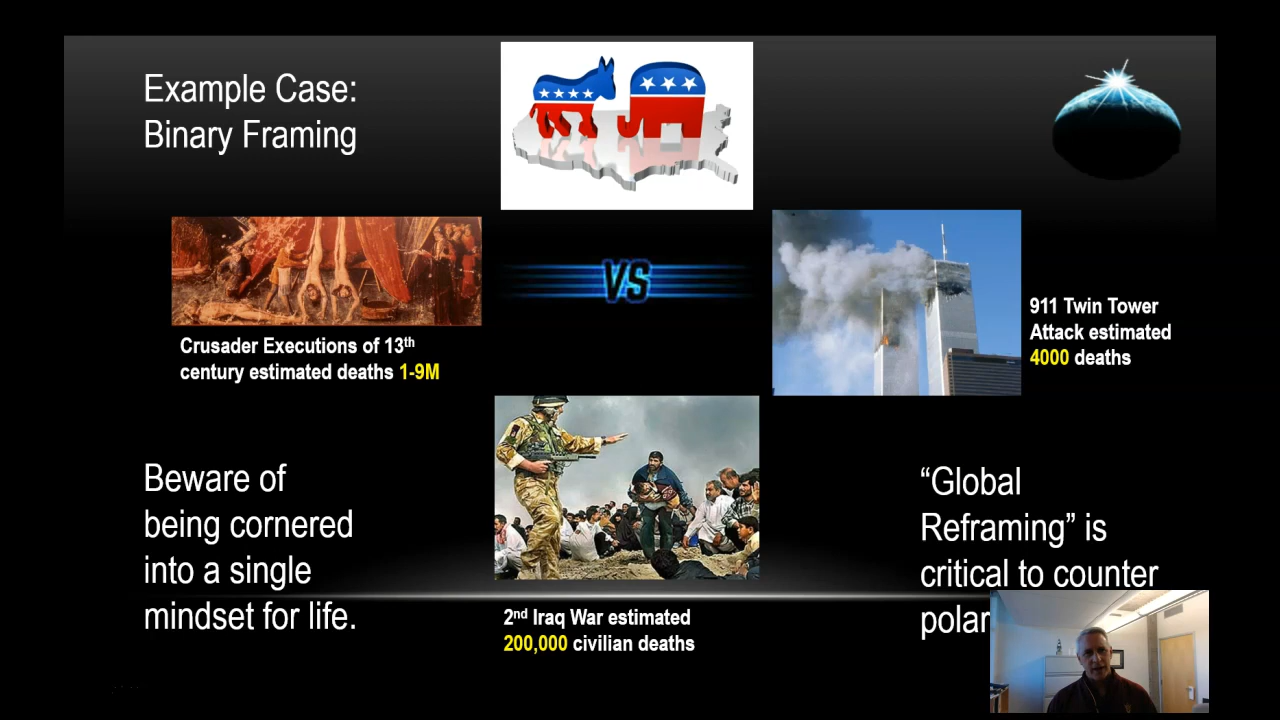 Example Case:
Binary Framing
VS
Crusader Executions of 13th
century estimated deaths 1-9M
911 Twin Tower
Attack estimated
4000 deaths
Beware of
being cornered
into a single
mindset for life.
2nd Iraq War estimated
200,000 civilian deaths
“Global
Reframing” is
critical to counter